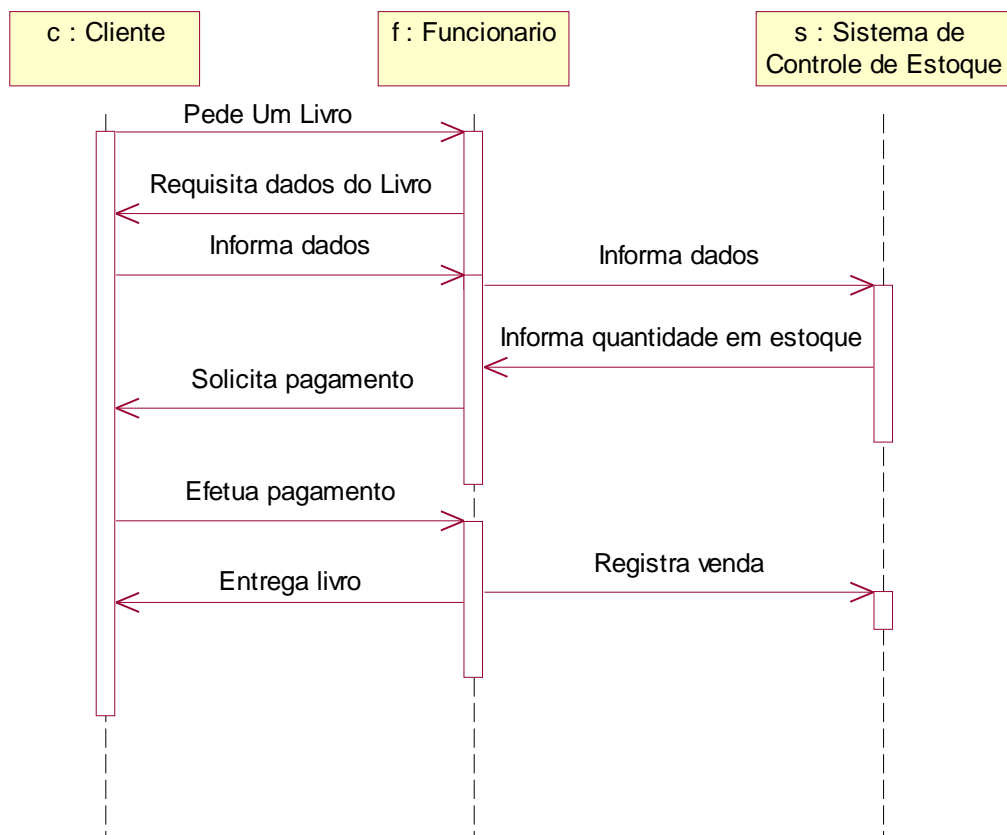 c : Cliente
f : Funcionario
s : Sistema de
Controle de Estoque
Pede Um Livro
Requisita dados do Livro
Informa dados
Informa dados
Informa quantidade em estoque
Solicita pagamento
Efetua pagamento
Registra venda
Entrega livro